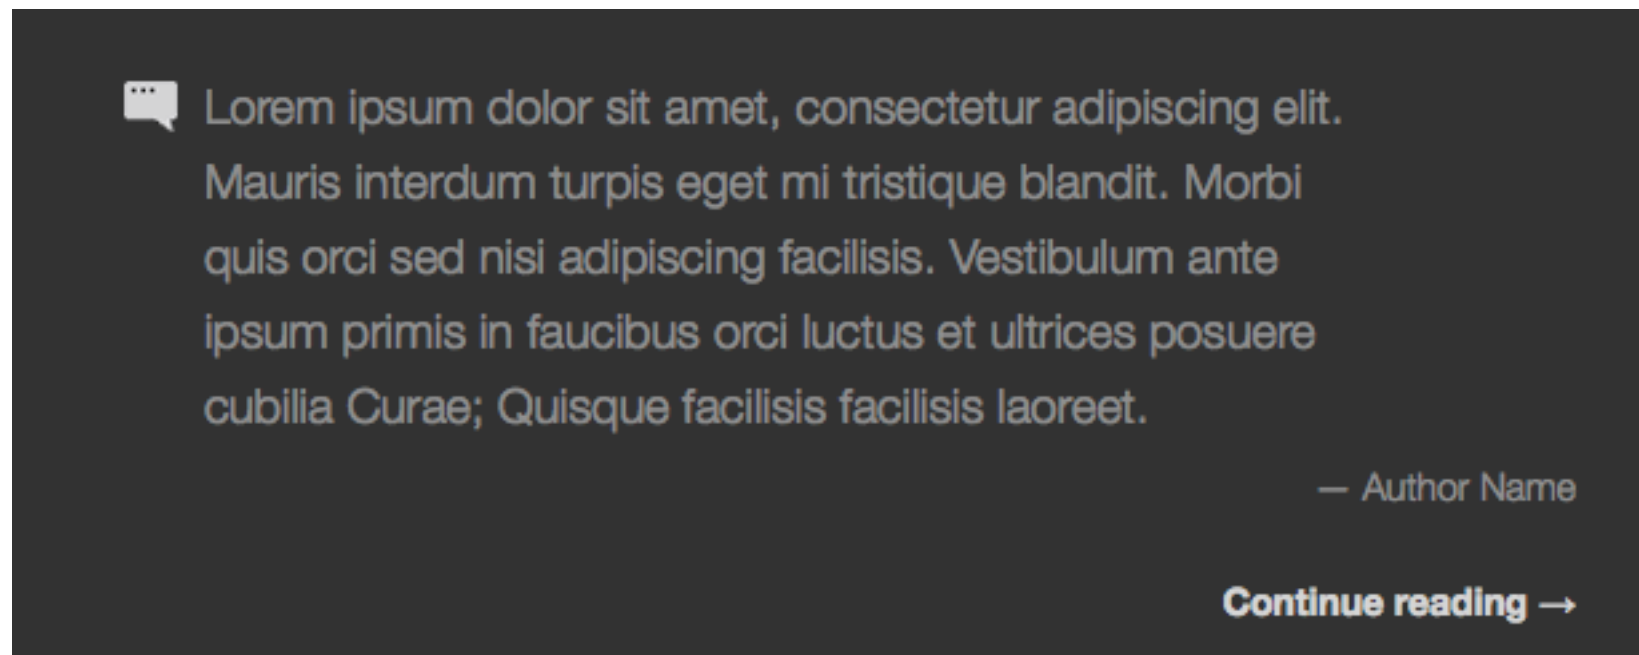 Lorem ipsum dolor sit amet, consectetur adipiscing elit.
Mauris interdum turpis eget mi tristique blandit. Morbi
quis orci sed nisi adipiscing facilisis. Vestibulum ante
ipsum primis in faucibus orci luctus et ultrices posuere
cubilia Curae; Quisque facilisis facilisis laoreet.
— Author Name
Continue reading →